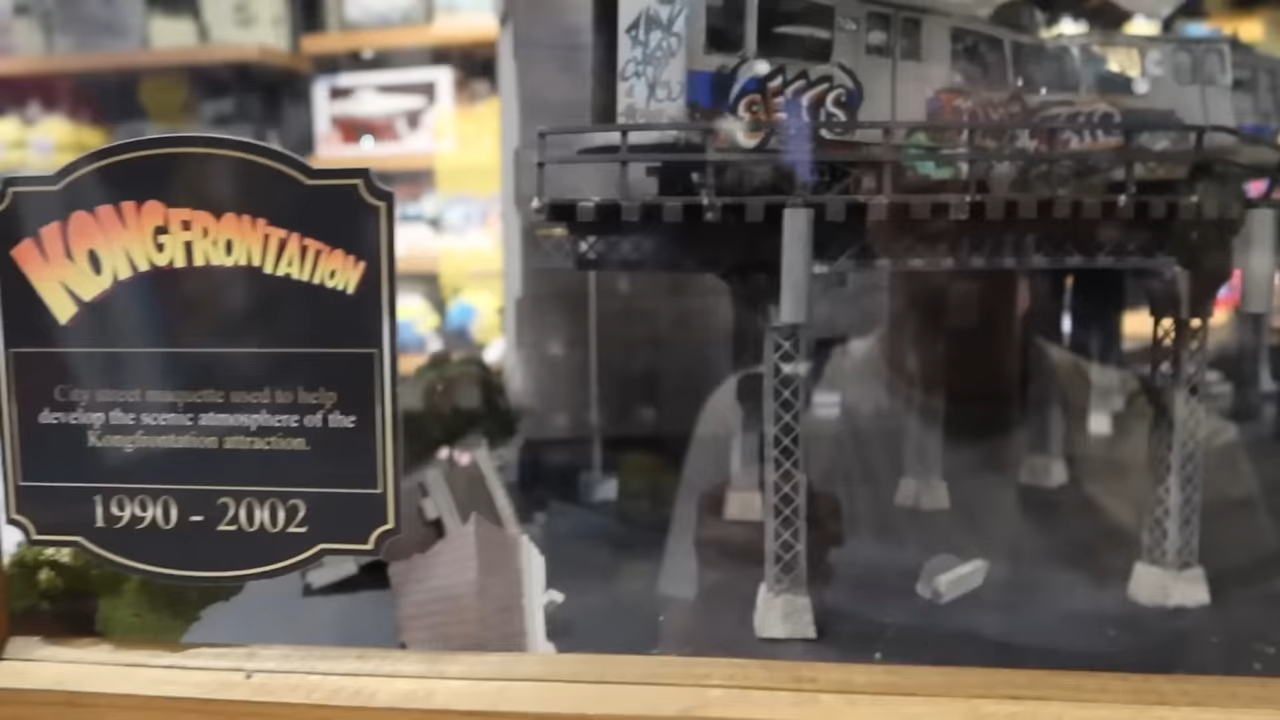 KONGFRONTATION
City street maquette used to help
develop the scenic atmosphere of the
Kongfrontation attraction.
1990 - 2002